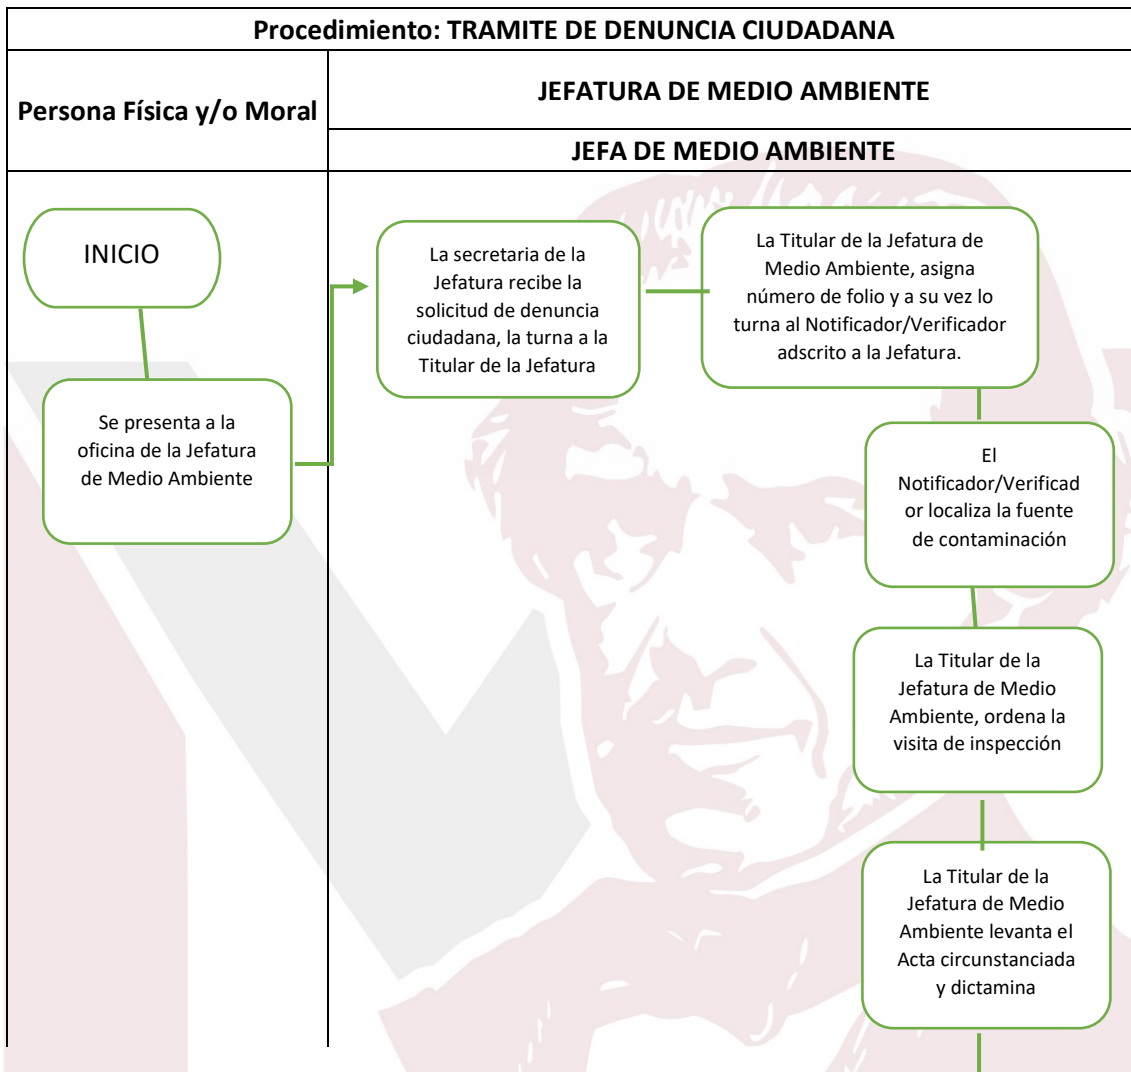 Procedimiento: TRAMITE DE DENUNCIA CIUDADANA
Persona Física y/o Moral
JEFATURA DE MEDIO AMBIENTE
JEFA DE MEDIO AMBIENTE
INICIO
Se presenta a la
oficina de la Jefatura
de Medio Ambiente
La secretaria de la
Jefatura recibe la
solicitud de denuncia
ciudadana, la turna a la
Titular de la Jefatura
La Titular de la Jefatura de
Medio Ambiente, asigna
número de folio y a su vez lo
turna al Notificador/Verificador
adscrito a la Jefatura.
El
Notificador/Verificad
or localiza la fuente
de contaminación
La Titular de la
Jefatura de Medio
Ambiente, ordena la
visita de inspección
La Titular de la
Jefatura de Medio
Ambiente levanta el
Acta circunstanciada
y dictamina